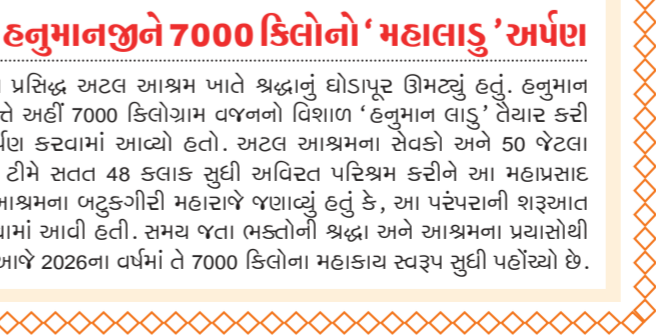 હનુમાનજીને 7000 કિલોનો ‘ મહાલાડુ ’ અર્પણ
પ્રસિદ્ધ અટલ આશ્રમ ખાતે શ્રદ્ધાનું ઘોડાપૂર ઊમટ્યું હતું. હનુમાન
અહીં 7000 કિલોગ્રામ વજનનો વિશાળ ‘ હનુમાન લાડુ ’ તૈયાર કરી
કરવામાં આવ્યો હતો. અટલ આશ્રમના સેવકો અને 50 જેટલા
ટીમે સતત 48 કલાક સુધી અવિરત પરિશ્રમ કરીને આ મહાપ્રસાદ
આશ્રમના બટુકગીરી મહારાજે જણાવ્યું હતું કે, આ પરંપરાની શરૂઆત
આવી હતી. સમય જતા ભક્તોની શ્રદ્ધા અને આશ્રમના પ્રયાસોથી
આજે 2026ના વર્ષમાં તે 7000 કિલોના મહાકાય સ્વરૂપ સુધી પહોંચ્યો છે.